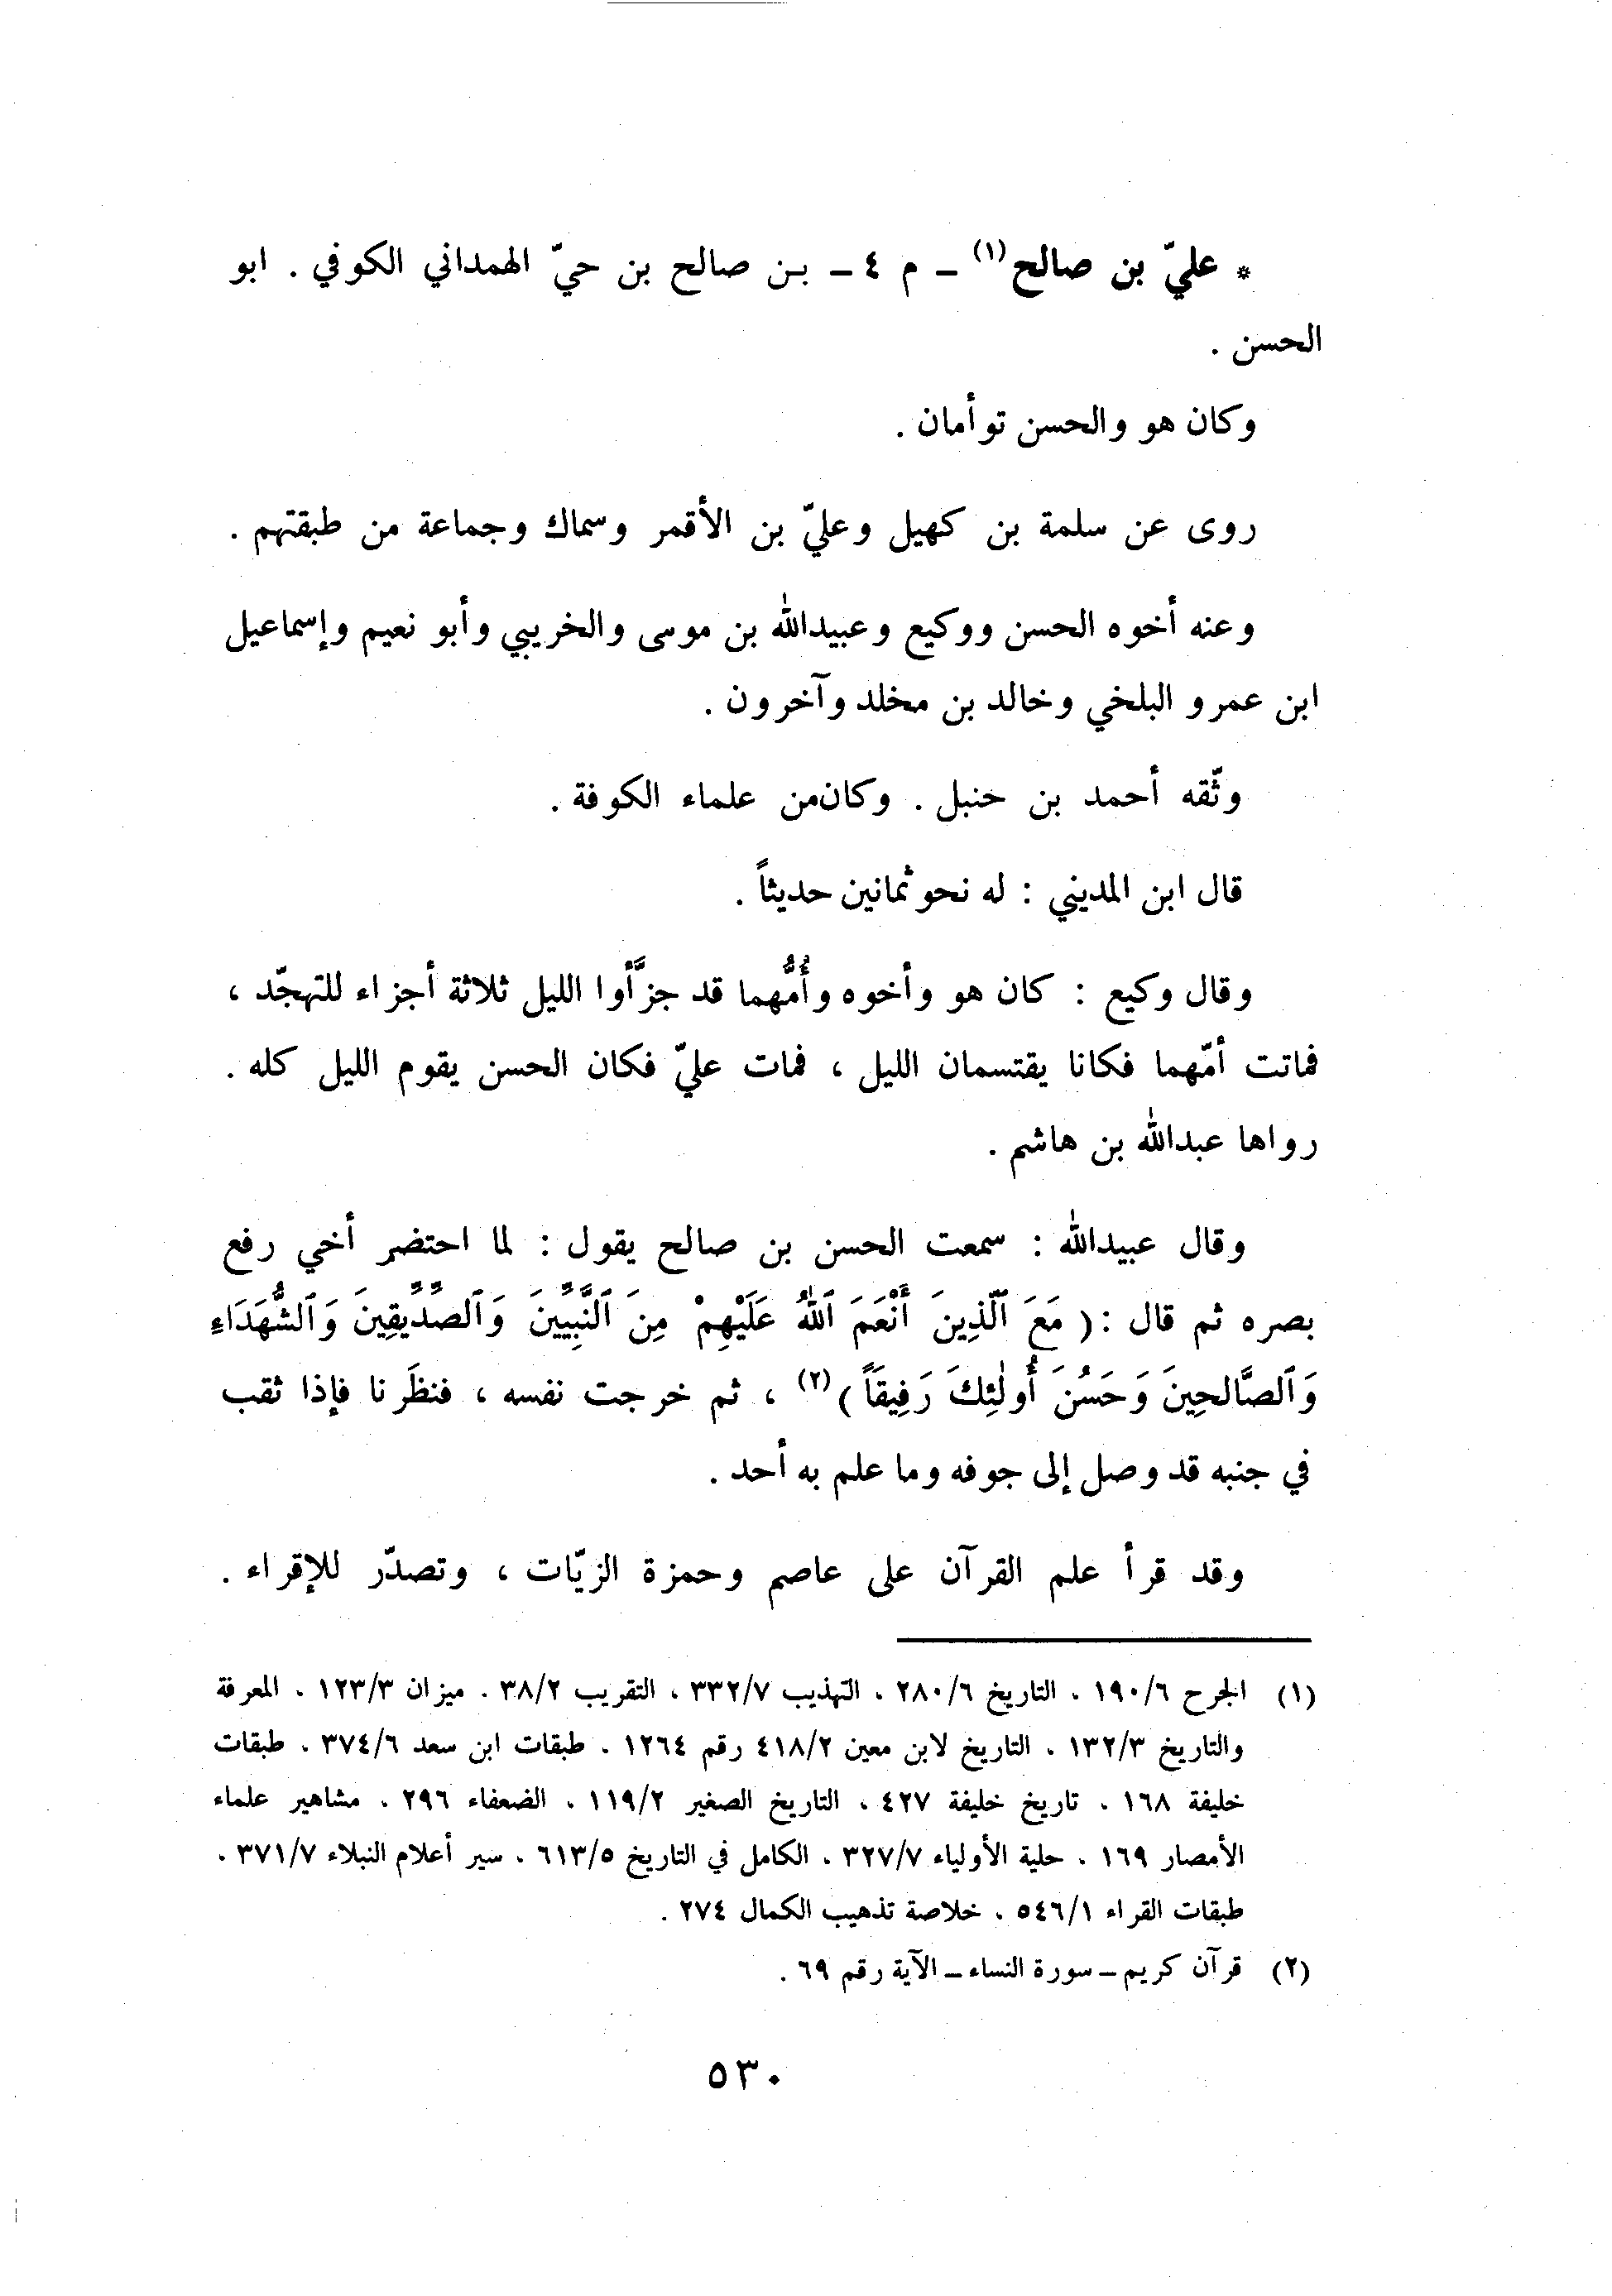 * عليّ بن صالح(١) – م ٤ – بن صالح بن حيّ الهمداني الكوفي . ابو
الحسن .
وكان هو والحسن توأمان .
روى عن سلمة بن كهيل وعليّ بن الأقمر وسماك وجماعة من طبقتهم .
وعنه أخوه الحسن ووكيع وعبيدالله بن موسى والخريبي وأبو نعيم وإسماعيل
ابن عمرو البلخي وخالد بن مخلد وآخرون .
وثّقه أحمد بن حنبل . وكان من علماء الكوفة .
قال ابن المديني : له نحو ثمانين حديثاً .
وقال وكيع : كان هو وأخوه وأُمُّهما قد جزَّأوا الليل ثلاثة أجزاء للتهجّد ،
فماتت أمّهما فكانا يقتسمان الليل ، فمات عليّ فكان الحسن يقوم الليل كله .
رواها عبدالله بن هاشم .
وقال عبيدالله : سمعت الحسن بن صالح يقول : لما احتضر أخي رفع
بصره ثم قال : ( مَعَ ٱلَّذِينَ أَنْعَمَ ٱللهُ عَلَيْهِمْ مِنَ ٱلنَّبِيِّينَ وَٱلصِّدِّيقِينَ وَٱلشُّهَدَاءِ
وَٱلصَّالحِينَ وَحَسُنَ أُولٰئِكَ رَفِيقَاً )(٢) ، ثم خرجت نفسه ، فنظَرنا فإذا ثقب
في جنبه قد وصل إلى جوفه وما علم به أحد .
وقد قرأ علم القرآن على عاصم وحمزة الزيّات ، وتصدّر للإقراء .
(١) الجرح ١٩٠/٦ ، التاريخ ٢٨٠/٦ ، التهذيب ٣٣٢/٧ ، التقريب ٣٨/٢ . ميزان ١٢٣/٣ ، المعرفة
والتاريخ ١٣٢/٣ ، التاريخ لابن معين ٤١٨/٢ رقم ١٢٦٤ ، طبقات ابن سعد ٣٧٤/٦ ، طبقات
خليفة ١٦٨ ، تاريخ خليفة ٤٢٧ ، التاريخ الصغير ١١٩/٢ ، الضعفاء ٢٩٦ ، مشاهير علماء
الأمصار ١٦٩ ، حلية الأولياء ٣٢٧/٧ ، الكامل في التاريخ ٦١٣/٥ ، سير أعلام النبلاء ٣٧١/٧ ،
طبقات القراء ٥٤٦/١ ، خلاصة تذهيب الكمال ٢٧٤ .
(٢) قرآن كريم – سورة النساء – الآية رقم ٦٩ .
٥٣٠